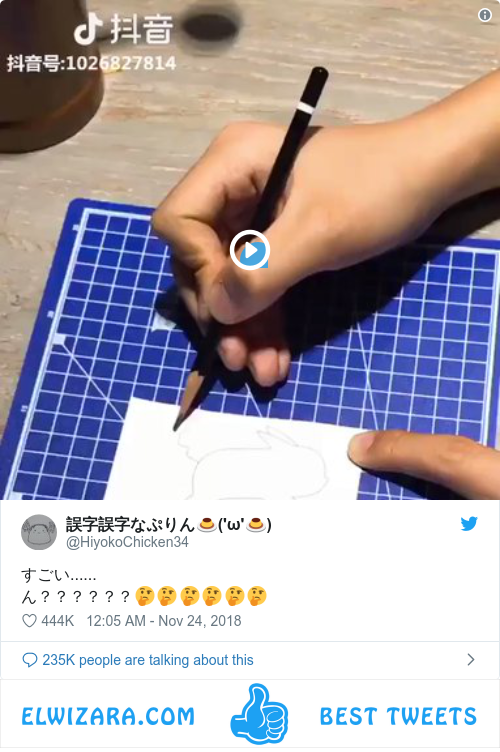 抖音
抖音号:1026827814
誤字誤字なぷりん🍮('ω'🍮)
@HiyokoChicken34
すごい......
ん？？？？？？🤔🤔🤔🤔🤔🤔
444K 12:05 AM - Nov 24, 2018
235K people are talking about this
ELWIZARA.COM BEST TWEETS